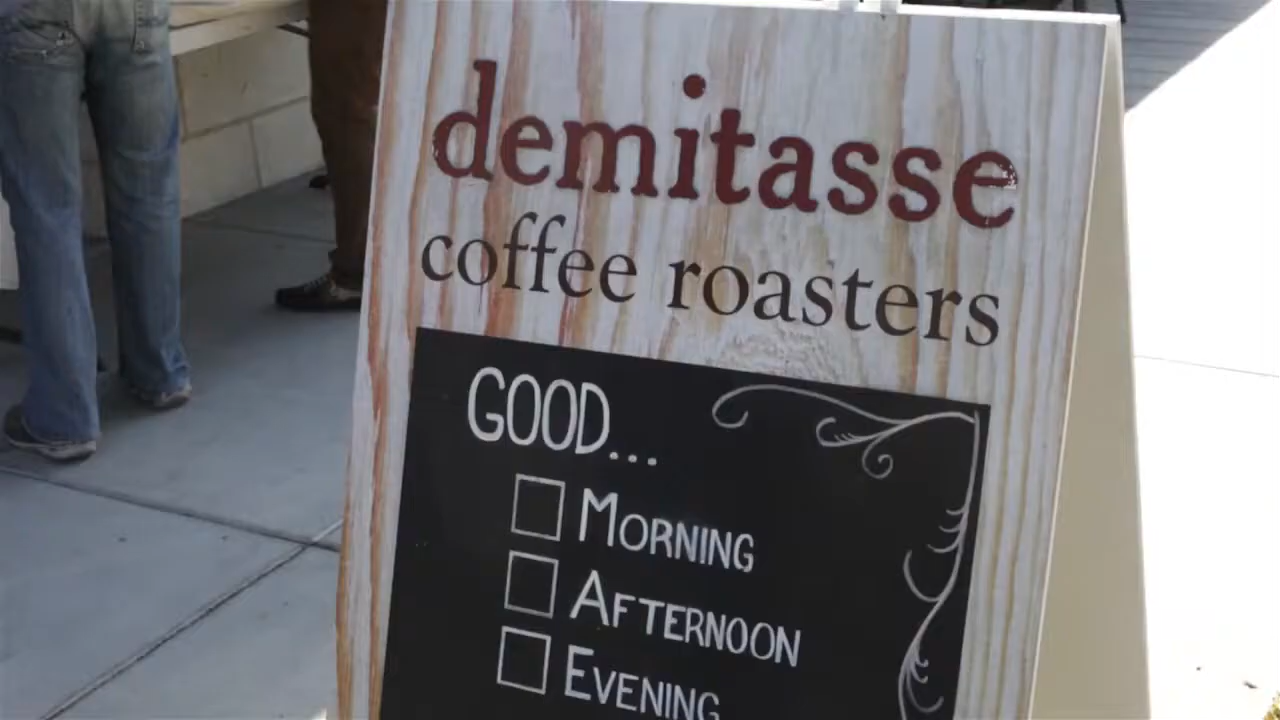 demitasse
coffee roasters
GOOD...
MORNING
AFTERNOON
EVENING